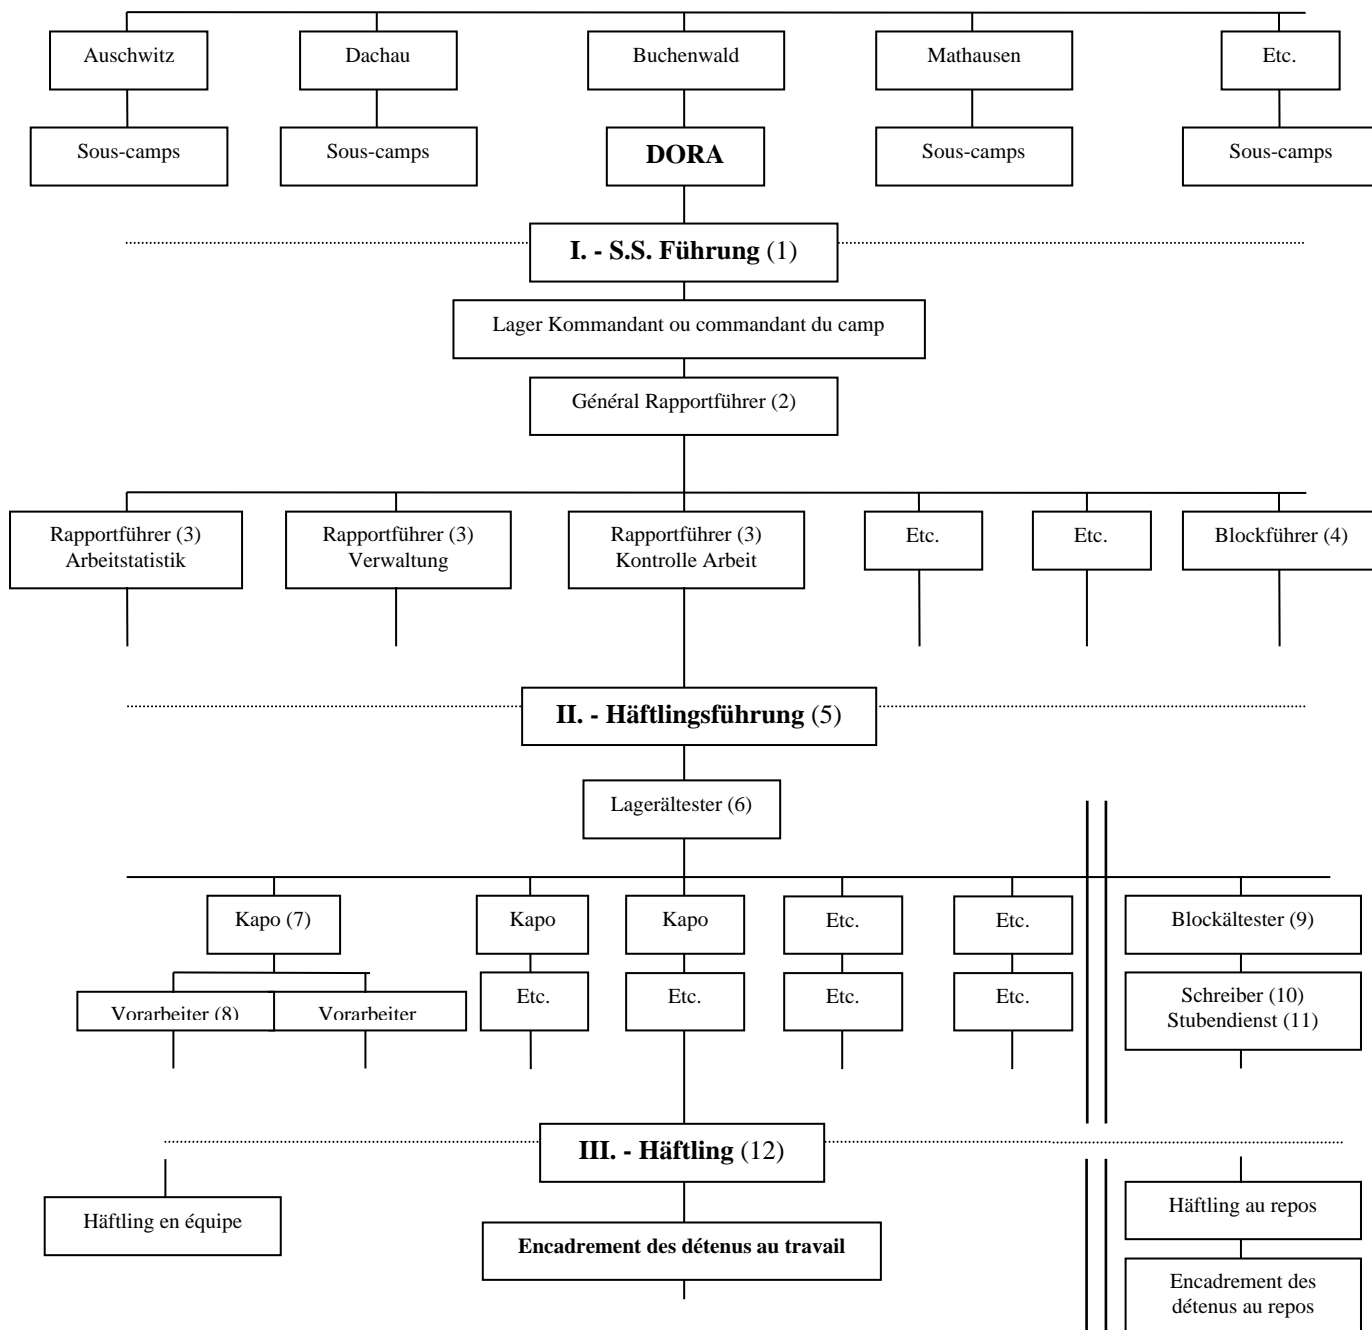 Auschwitz
Dachau
Buchenwald
Mathausen
Etc.
Sous-camps
Sous-camps
DORA
Sous-camps
Sous-camps
I. - S.S. Führung (1)
Lager Kommandant ou commandant du camp
Général Rapportführer (2)
Rapportführer (3)
Arbeitstatistik
Rapportführer (3)
Verwaltung
Rapportführer (3)
Kontrolle Arbeit
Etc.
Etc.
Blockführer (4)
II. - Häftlingsführung (5)
Lagerältester (6)
Kapo (7)
Kapo
Kapo
Etc.
Etc.
Blockältester (9)
Vorarbeiter (8)
Vorarbeiter
Etc.
Etc.
Etc.
Etc.
Schreiber (10)
Stubendienst (11)
III. - Häftling (12)
Häftling en équipe
Encadrement des détenus au travail
Häftling au repos
Encadrement des
détenus au repos